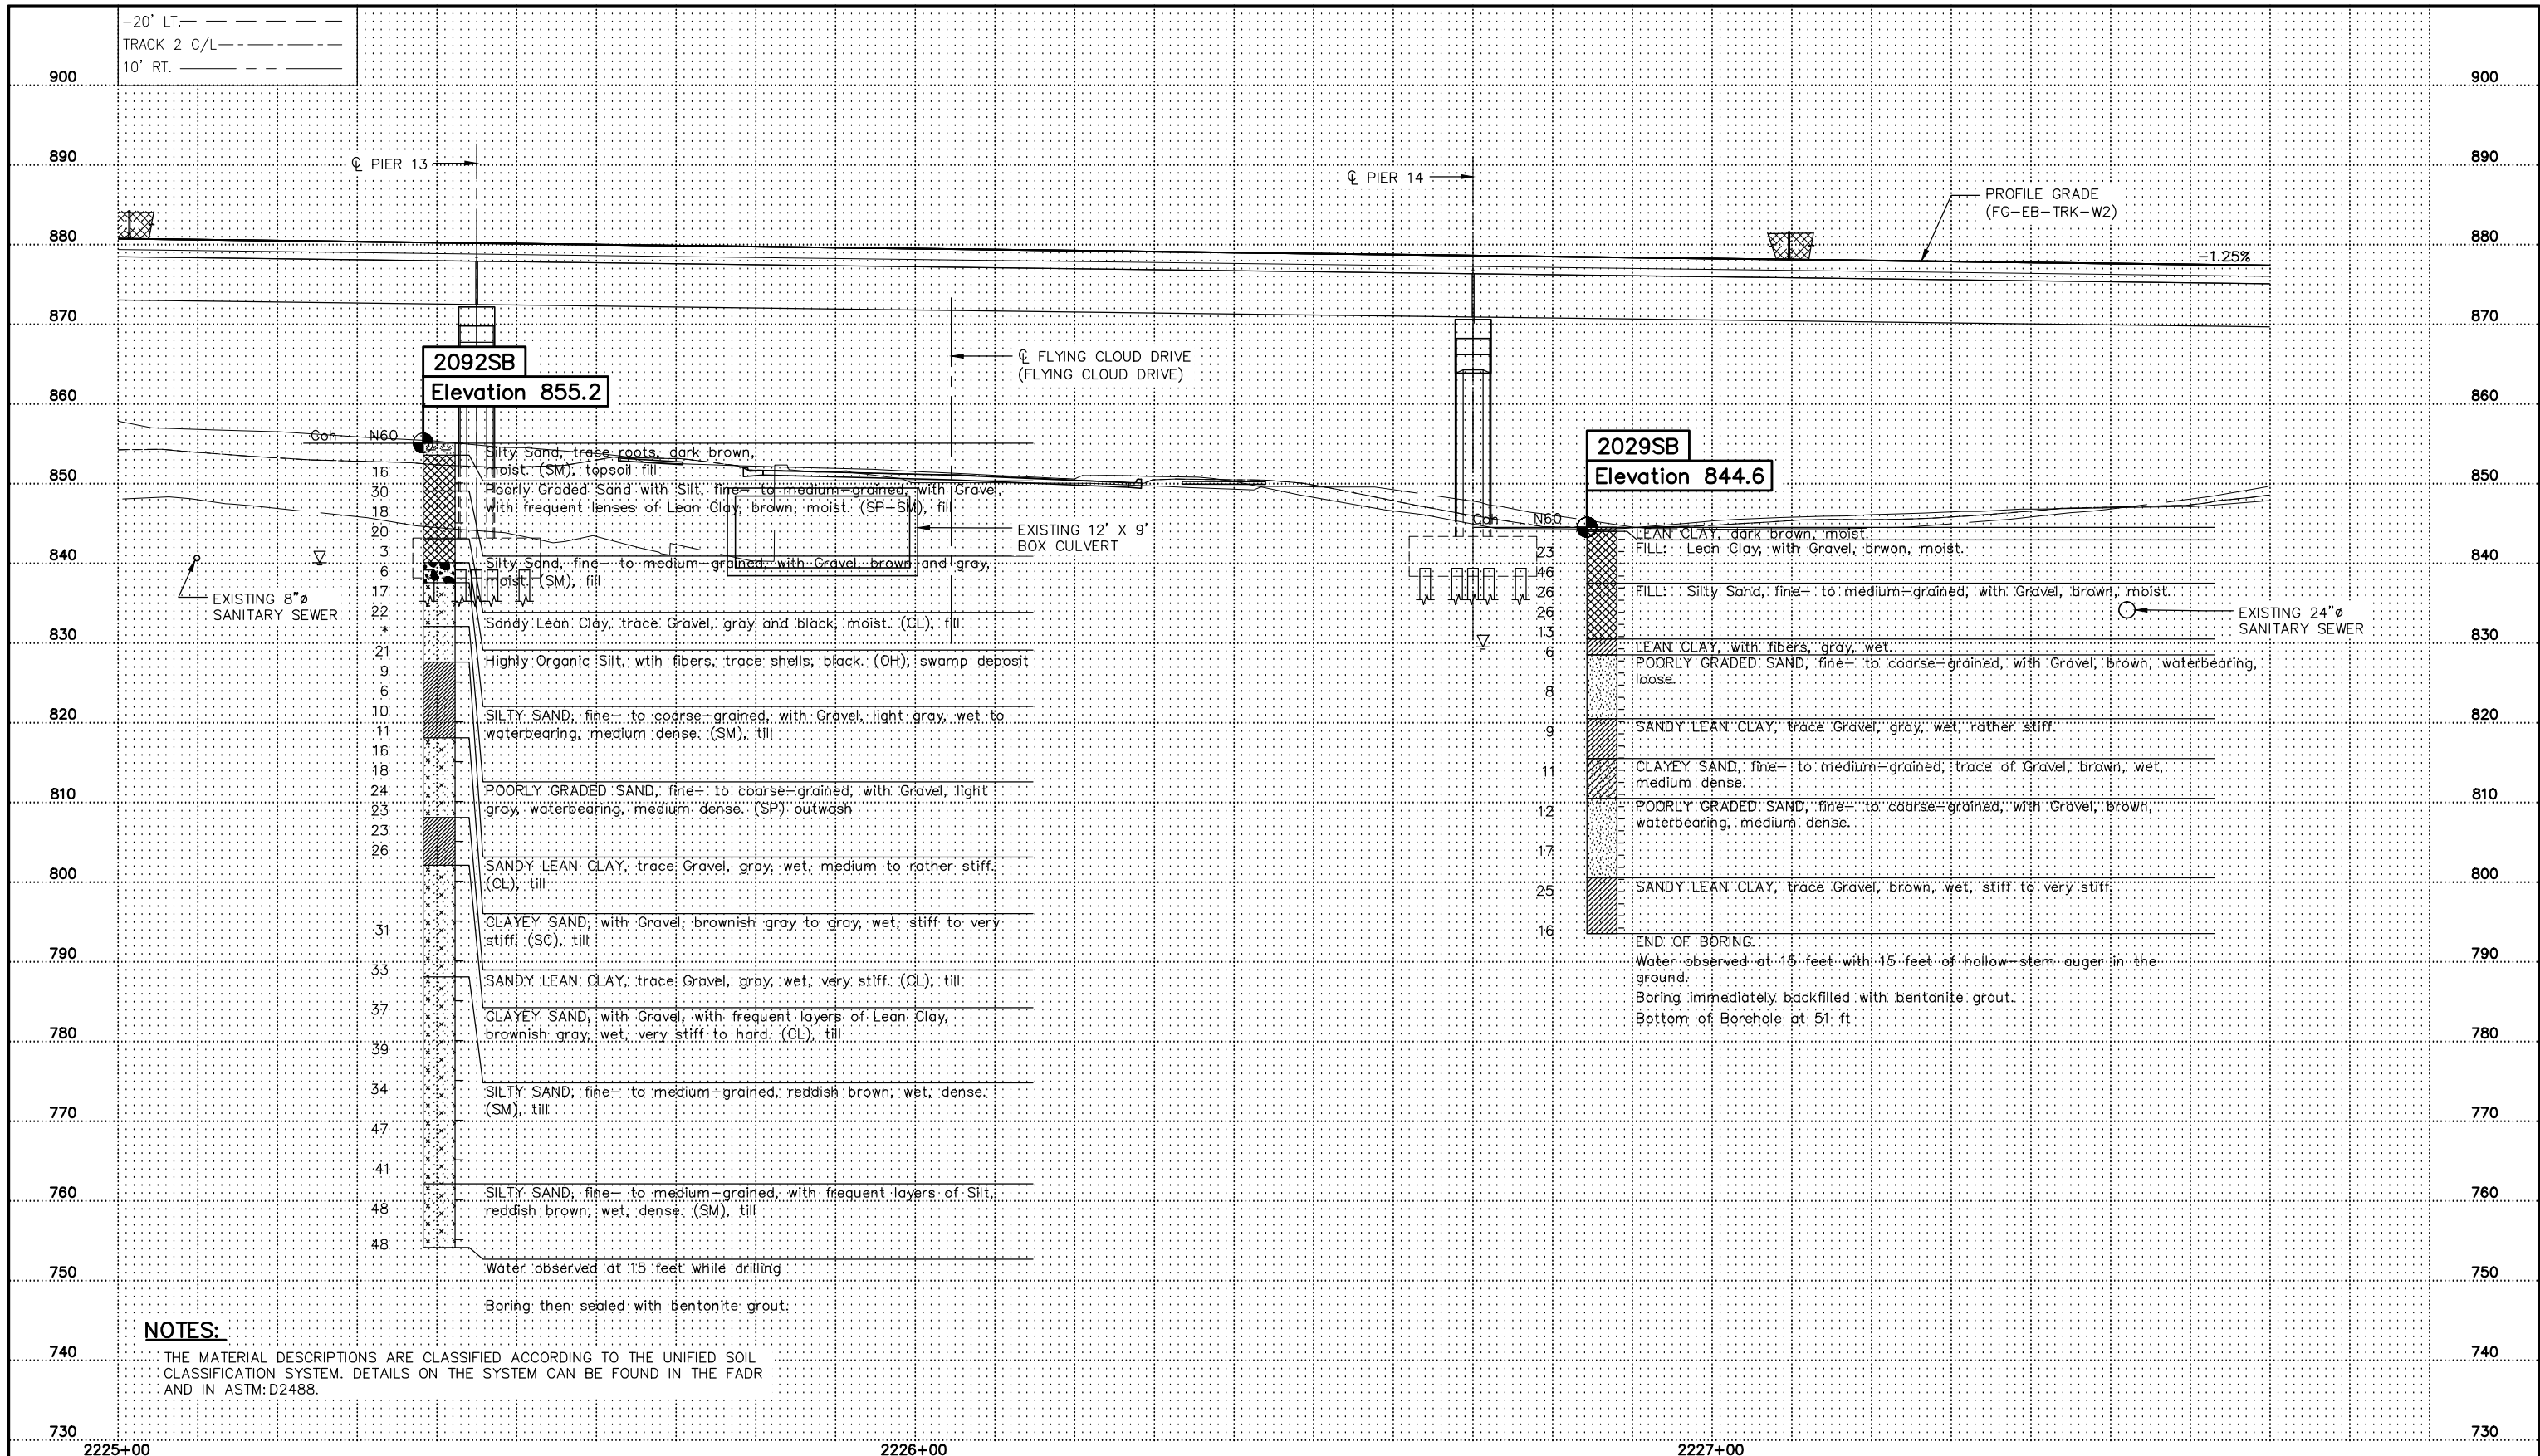 -20' LT.
TRACK 2 C/L
10' RT.
900
900
890
890
℄ PIER 13
℄ PIER 14
PROFILE GRADE
(FG-EB-TRK-W2)
880
880
-1.25%
870
870
℄ FLYING CLOUD DRIVE
(FLYING CLOUD DRIVE)
860
860
850
850
840
840
830
830
820
820
810
810
800
800
790
790
780
780
770
770
760
760
750
750
740
740
730
730
2092SB
Elevation 855.2
Coh N60
16
30
18
20
3
6
17
22
*
21
9
6
10
11
16
18
24
23
23
26
31
33
37
39
34
47
41
48
48
Silty Sand, trace roots, dark brown,
moist. (SM), topsoil fill
Poorly Graded Sand with Silt, fine- to medium-grained, with Gravel,
with frequent lenses of Lean Clay, brown, moist. (SP-SM), fill
Silty Sand, fine- to medium-grained, with Gravel, brown and gray,
moist. (SM), fill
Sandy Lean Clay, trace Gravel, gray and black, moist. (CL), fill
Highly Organic Silt, wtih fibers, trace shells, black. (OH), swamp deposit
SILTY SAND, fine- to coarse-grained, with Gravel, light gray, wet to
waterbearing, medium dense. (SM), till
POORLY GRADED SAND, fine- to coarse-grained, with Gravel, light
gray, waterbearing, medium dense. (SP) outwash
SANDY LEAN CLAY, trace Gravel, gray, wet, medium to rather stiff.
(CL), till
CLAYEY SAND, with Gravel, brownish gray to gray, wet, stiff to very
stiff. (SC), till
SANDY LEAN CLAY, trace Gravel, gray, wet, very stiff. (CL), till
CLAYEY SAND, with Gravel, with frequent layers of Lean Clay,
brownish gray, wet, very stiff to hard. (CL), till
SILTY SAND, fine- to medium-grained, reddish brown, wet, dense.
(SM), till
SILTY SAND, fine- to medium-grained, with frequent layers of Silt,
reddish brown, wet, dense. (SM), till
Water observed at 15 feet while drilling
Boring then sealed with bentonite grout.
EXISTING 8"ø
SANITARY SEWER
EXISTING 12' X 9'
BOX CULVERT
2029SB
Elevation 844.6
Coh N60
23
46
26
26
13
6
8
9
11
12
17
25
16
LEAN CLAY, dark brown, moist.
FILL: Lean Clay, with Gravel, brwon, moist.
FILL: Silty Sand, fine- to medium-grained, with Gravel, brown, moist.
LEAN CLAY, with fibers, gray, wet.
POORLY GRADED SAND, fine- to coarse-grained, with Gravel, brown, waterbearing,
loose.
SANDY LEAN CLAY, trace Gravel, gray, wet, rather stiff.
CLAYEY SAND, fine- to medium-grained, trace of Gravel, brown, wet,
medium dense.
POORLY GRADED SAND, fine- to coarse-grained, with Gravel, brown,
waterbearing, medium dense.
SANDY LEAN CLAY, trace Gravel, brown, wet, stiff to very stiff.
END OF BORING.
Water observed at 15 feet with 15 feet of hollow-stem auger in the
ground.
Boring immediately backfilled with bentonite grout.
Bottom of Borehole at 51 ft
EXISTING 24"ø
SANITARY SEWER
NOTES:
THE MATERIAL DESCRIPTIONS ARE CLASSIFIED ACCORDING TO THE UNIFIED SOIL
CLASSIFICATION SYSTEM. DETAILS ON THE SYSTEM CAN BE FOUND IN THE FADR
AND IN ASTM:D2488.
2225+00
2226+00
2227+00